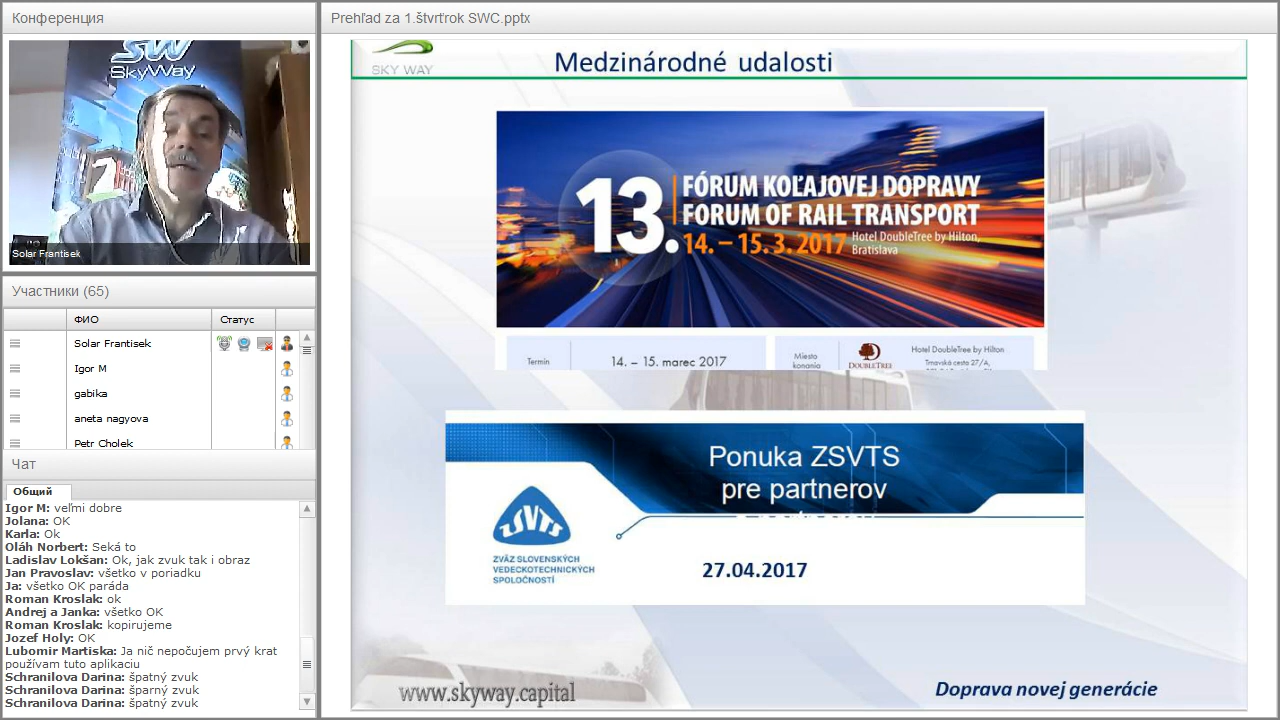 Конференция
SW
SkyWay
Solar Frantisek
Участники (65)
ФИО
Статус
Solar Frantisek
Igor M
gabika
aneta nagyova
Petr Cholek
Чат
Общий
Igor M: veľmi dobre
Jolana: OK
Karla: Ok
Oláh Norbert: Seká to
Ladislav Lokšan: Ok, jak zvuk tak i obraz
Jan Pravoslav: všetko v poriadku
Ja: všetko OK paráda
Roman Kroslak: ok
Andrej a Janka: všetko OK
Roman Kroslak: kopirujeme
Jozef Holy: OK
Lubomir Martiska: Ja nič nepočujem prvý krat
používam tuto aplikaciu
Schranilova Darina: špatný zvuk
Schranilova Darina: šparný zvuk
Schranilova Darina: špatný zvuk
Prehľad za 1.štvrťrok SWC.pptx
SKY WAY
Medzinárodné udalosti
13.
FÓRUM KOĽAJOVEJ DOPRAVY
FORUM OF RAIL TRANSPORT
14. – 15. 3. 2017 Hotel DoubleTree by Hilton,
Bratislava
Termín
14. – 15. marec 2017
Miesto
konania
DOUBLETREE
Hotel DoubleTree by Hilton
Trnavská cesta 27/A,
Ponuka ZSVTS
pre partnerov
ZSVTS
ZVÄZ SLOVENSKÝCH
VEDECKOTECHNICKÝCH
SPOLOČNOSTÍ
27.04.2017
www.skyway.capital
Doprava novej generácie